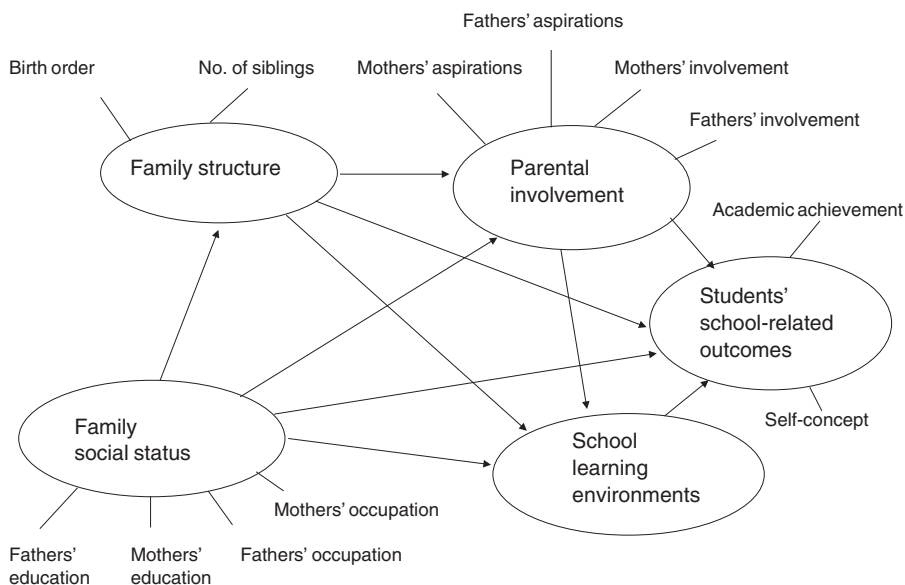 Fathers' aspirations
Birth order
No. of siblings
Mothers' aspirations
Mothers' involvement
Fathers' involvement
Family structure
Parental
involvement
Academic achievement
Students'
school-related
outcomes
Self-concept
Family
social status
School
learning
environments
Mothers' occupation
Fathers'
education
Mothers'
education
Fathers' occupation